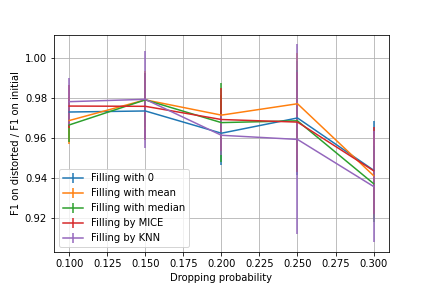 1.00
0.98
0.96
0.94
0.92
F1 on distorted / F1 on initial
Filling with 0
Filling with mean
Filling with median
Filling by MICE
Filling by KNN
0.100 0.125 0.150 0.175 0.200 0.225 0.250 0.275 0.300
Dropping probability